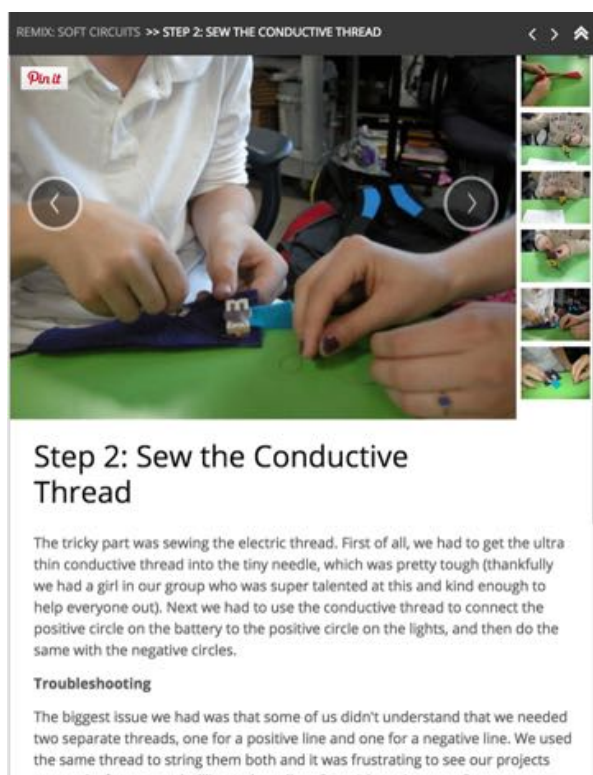 REMIX: SOFT CIRCUITS >> STEP 2: SEW THE CONDUCTIVE THREAD
Pin it
Step 2: Sew the Conductive
Thread
The tricky part was sewing the electric thread. First of all, we had to get the ultra
thin conductive thread into the tiny needle, which was pretty tough (thankfully
we had a girl in our group who was super talented at this and kind enough to
help everyone out). Next we had to use the conductive thread to connect the
positive circle on the battery to the positive circle on the lights, and then do the
same with the negative circles.
Troubleshooting
The biggest issue we had was that some of us didn't understand that we needed
two separate threads, one for a positive line and one for a negative line. We used
the same thread to string them both and it was frustrating to see our projects